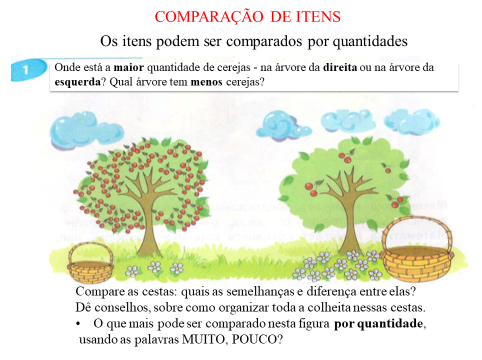 COMPARAÇÃO DE ITENS
Os itens podem ser comparados por quantidades
1
Onde está a maior quantidade de cerejas - na árvore da direita ou na árvore da
esquerda? Qual árvore tem menos cerejas?
Compare as cestas: quais as semelhanças e diferença entre elas?
Dê conselhos, sobre como organizar toda a colheita nessas cestas.
• O que mais pode ser comparado nesta figura por quantidade,
usando as palavras MUITO, POUCO?